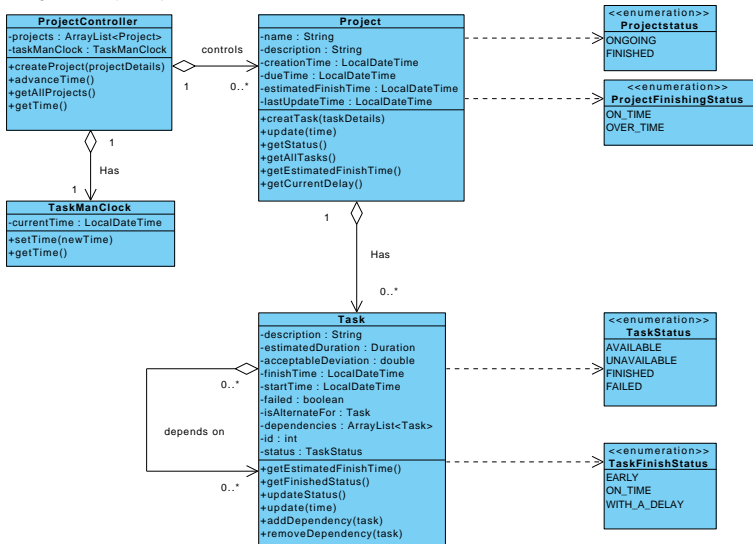 ProjectController
-projects : ArrayList<Project>
-taskManClock : TaskManClock
+createProject(projectDetails)
+advanceTime()
+getAllProjects()
+getTime()
controls
1
0..*
Project
-name : String
-description : String
-creationTime : LocalDateTime
-dueTime : LocalDateTime
-estimatedFinishTime : LocalDateTime
-lastUpdateTime : LocalDateTime
+creatTask(taskDetails)
+update(time)
+getStatus()
+getAllTasks()
+getEstimatedFinishTime()
+getCurrentDelay()
<<enumeration>>
Projectstatus
ONGOING
FINISHED
<<enumeration>>
ProjectFinishingStatus
ON_TIME
OVER_TIME
1
Has
1
TaskManClock
-currentTime : LocalDateTime
+setTime(newTime)
+getTime()
1
Has
0..*
Task
-description : String
-estimatedDuration : Duration
-acceptableDeviation : double
-finishTime : LocalDateTime
-startTime : LocalDateTime
-failed : boolean
-isAlternateFor : Task
-dependencies : ArrayList<Task>
-id : int
-status : TaskStatus
+getEstimatedFinishTime()
+getFinishedStatus()
+updateStatus()
+update(time)
+addDependency(task)
+removeDependency(task)
0..*
depends on
0..*
<<enumeration>>
TaskStatus
AVAILABLE
UNAVAILABLE
FINISHED
FAILED
<<enumeration>>
TaskFinishStatus
EARLY
ON_TIME
WITH_A_DELAY